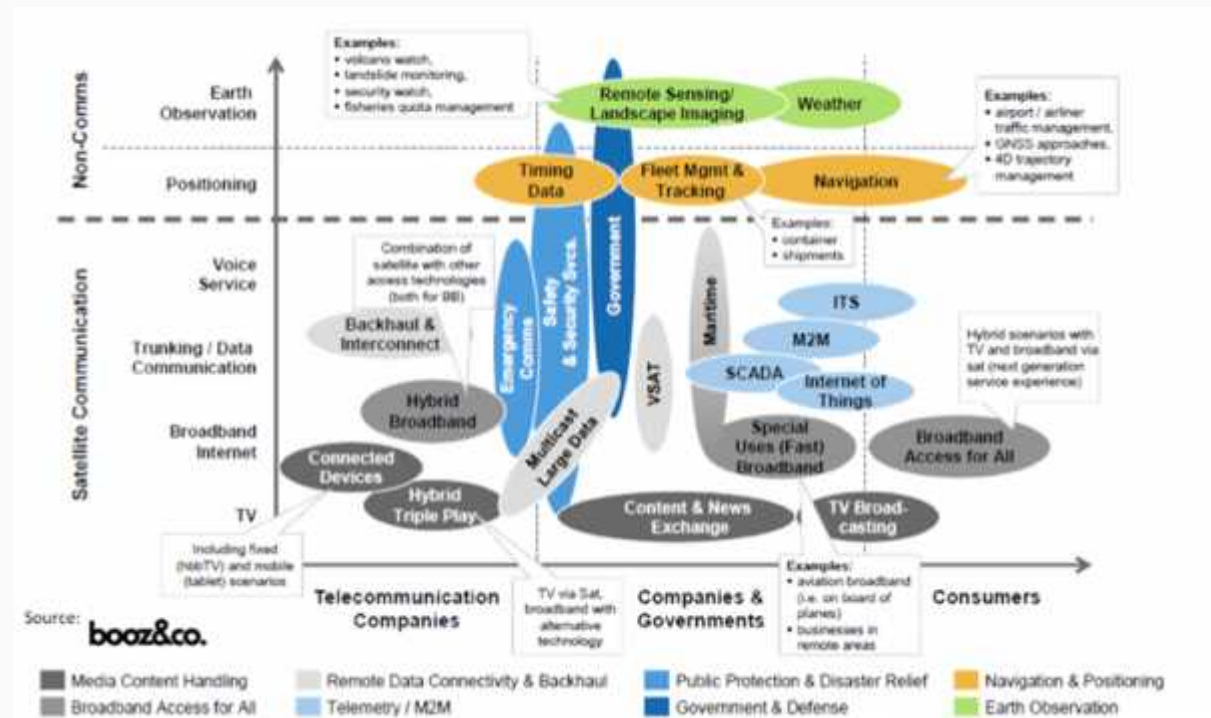 Examples:
• volcano watch,
• landslide monitoring,
• security watch,
• fisheries quota management
Non-Comms
Earth
Observation
Remote Sensing/
Landscape Imaging
Weather
Examples:
• airport / airliner
traffic management,
• GNSS approaches,
• 4D trajectory
management
Positioning
Timing
Data
Fleet Mgmt &
Tracking
Navigation
Examples:
• container
• shipments
Satellite Communication
Voice
Service
Combination of
satellite with other
access technologies
(both for BB)
Emergency
Comms
Safety
& Security Svcs.
Government
Maritime
ITS
Trunking / Data
Communication
Backhaul &
Interconnect
VSAT
M2M
SCADA
Internet of
Things
Hybrid scenarios with
TV and broadband via
sat (next generation
service experience)
Broadband
Internet
Hybrid
Broadband
Multicast
Large Data
Special
Uses (Fast)
Broadband
Broadband
Access for All
Connected
Devices
TV
Hybrid
Triple Play
Content & News
Exchange
TV Broad-
casting
Including fixed
(HbbTV) and mobile
(tablet) scenarios
TV via Sat,
broadband with
alternative
technology
Examples:
• aviation broadband
(i.e. on board of
planes)
• businesses in
remote areas
Telecommunication
Companies
Companies &
Governments
Consumers
Source:
booz&co.
Media Content Handling
Remote Data Connectivity & Backhaul
Public Protection & Disaster Relief
Navigation & Positioning
Broadband Access for All
Telemetry / M2M
Government & Defense
Earth Observation